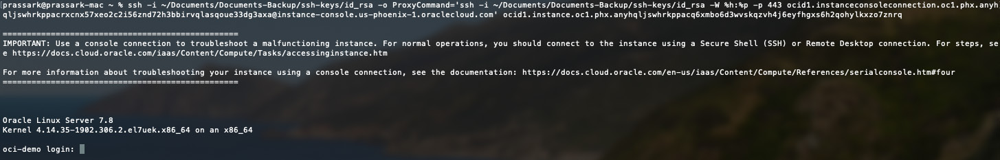 prassark@prassark-mac ~ % ssh -i ~/Documents/Documents-Backup/ssh-keys/id_rsa -o ProxyCommand='ssh -i ~/Documents/Documents-Backup/ssh-keys/id_rsa -W %h:%p -p 443 ocid1.instanceconsoleconnection.oc1.phx.anyh
qljswhrkppacrxcnx57xeo2c2i56znd72h3bbirvqlasqoue33dg3axa@instance-console.us-phoenix-1.oraclecloud.com' ocid1.instance.oc1.phx.anyhqljswhrkppacq6xmbo6d3wvskqzvh4j6eyfhgxs6h2qohylkxzo7znrq
=================================================
IMPORTANT: Use a console connection to troubleshoot a malfunctioning instance. For normal operations, you should connect to the instance using a Secure Shell (SSH) or Remote Desktop connection. For steps, se
e https://docs.cloud.oracle.com/iaas/Content/Compute/Tasks/accessinginstance.htm
For more information about troubleshooting your instance using a console connection, see the documentation: https://docs.cloud.oracle.com/en-us/iaas/Content/Compute/References/serialconsole.htm#four
=================================================
Oracle Linux Server 7.8
Kernel 4.14.35-1902.306.2.el7uek.x86_64 on an x86_64
oci-demo login: